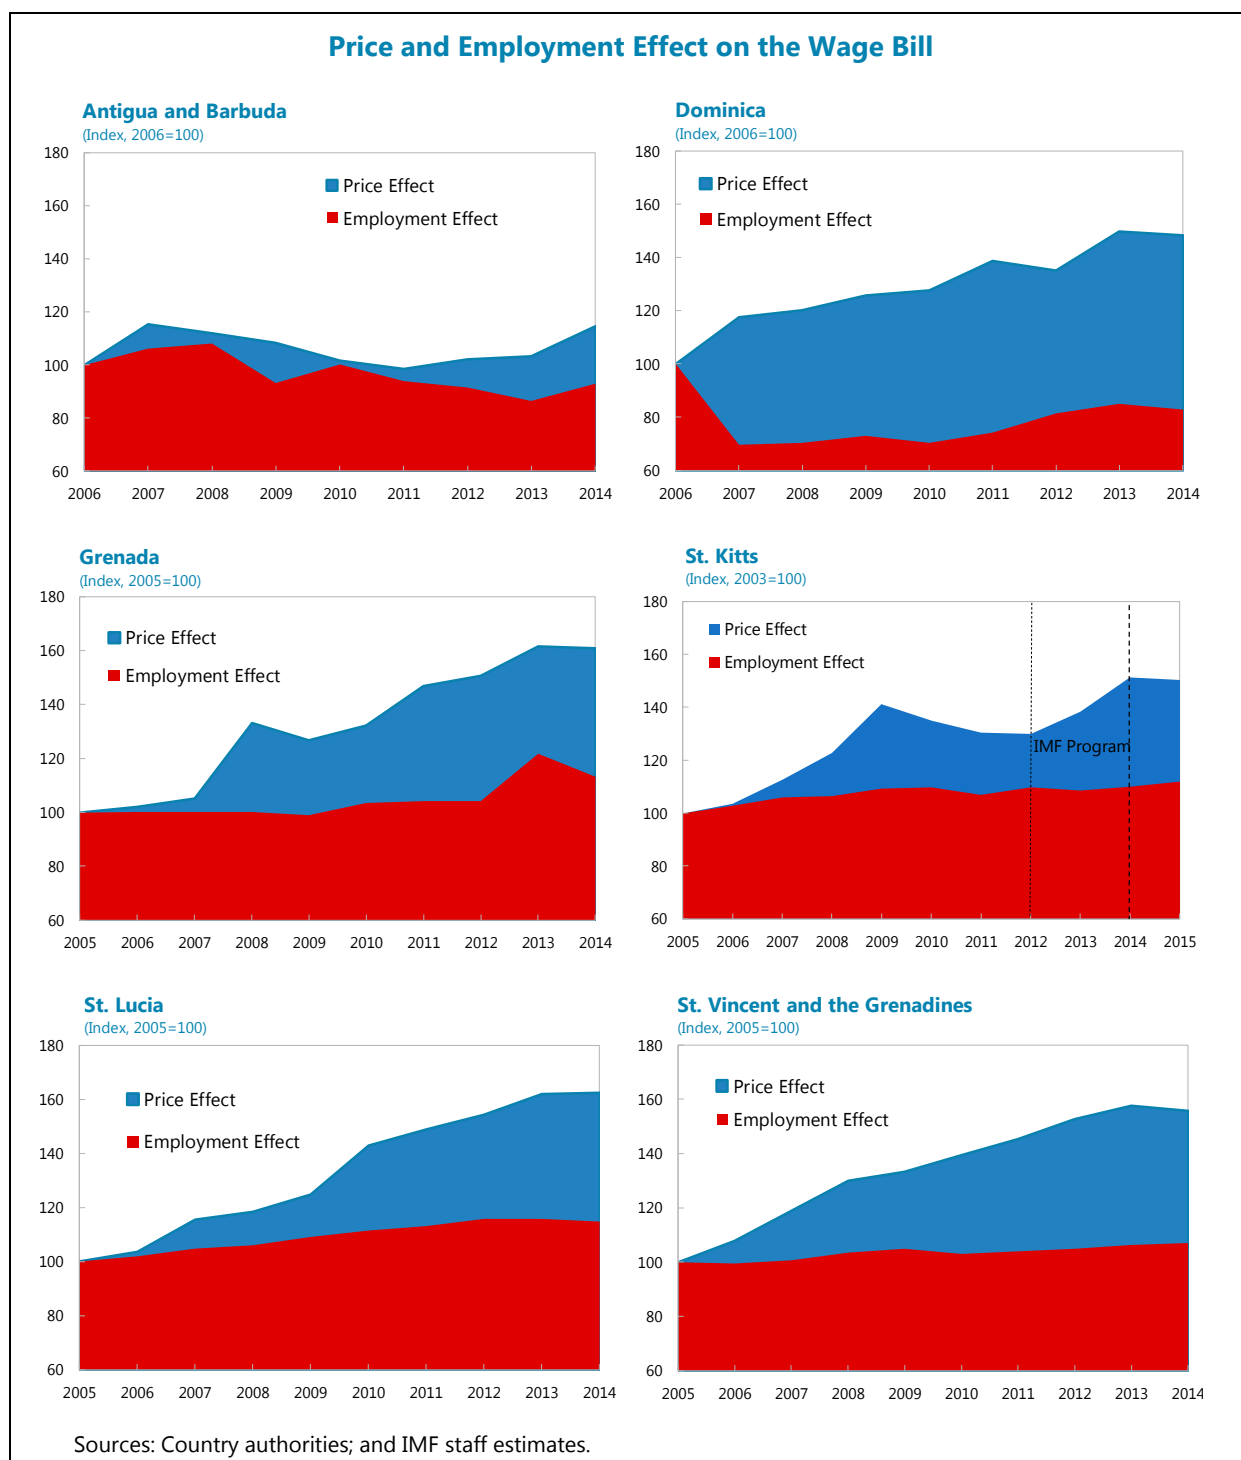 Price and Employment Effect on the Wage Bill
Antigua and Barbuda
(Index, 2006=100)
180
160
140
120
100
80
60
Price Effect
Employment Effect
2006 2007 2008 2009 2010 2011 2012 2013 2014
Dominica
(Index, 2006=100)
180
160
140
120
100
80
60
Price Effect
Employment Effect
2006 2007 2008 2009 2010 2011 2012 2013 2014
Grenada
(Index, 2005=100)
180
160
140
120
100
80
60
Price Effect
Employment Effect
2005 2006 2007 2008 2009 2010 2011 2012 2013 2014
St. Kitts
(Index, 2003=100)
180
160
140
120
100
80
60
Price Effect
Employment Effect
IMF Program
2005 2006 2007 2008 2009 2010 2011 2012 2013 2014 2015
St. Lucia
(Index, 2005=100)
180
160
140
120
100
80
60
Price Effect
Employment Effect
2005 2006 2007 2008 2009 2010 2011 2012 2013 2014
St. Vincent and the Grenadines
(Index, 2005=100)
180
160
140
120
100
80
60
Price Effect
Employment Effect
2005 2006 2007 2008 2009 2010 2011 2012 2013 2014
Sources: Country authorities; and IMF staff estimates.